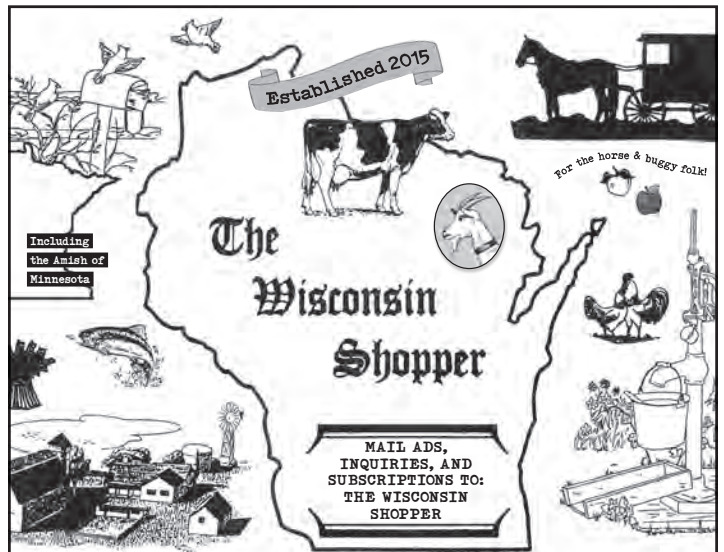 Established 2015
For the horse & buggy folk!
Including
the Amish of
Minnesota
The
Wisconsin
Shopper
MAIL ADS,
INQUIRIES, AND
SUBSCRIPTIONS TO:
THE WISCONSIN
SHOPPER